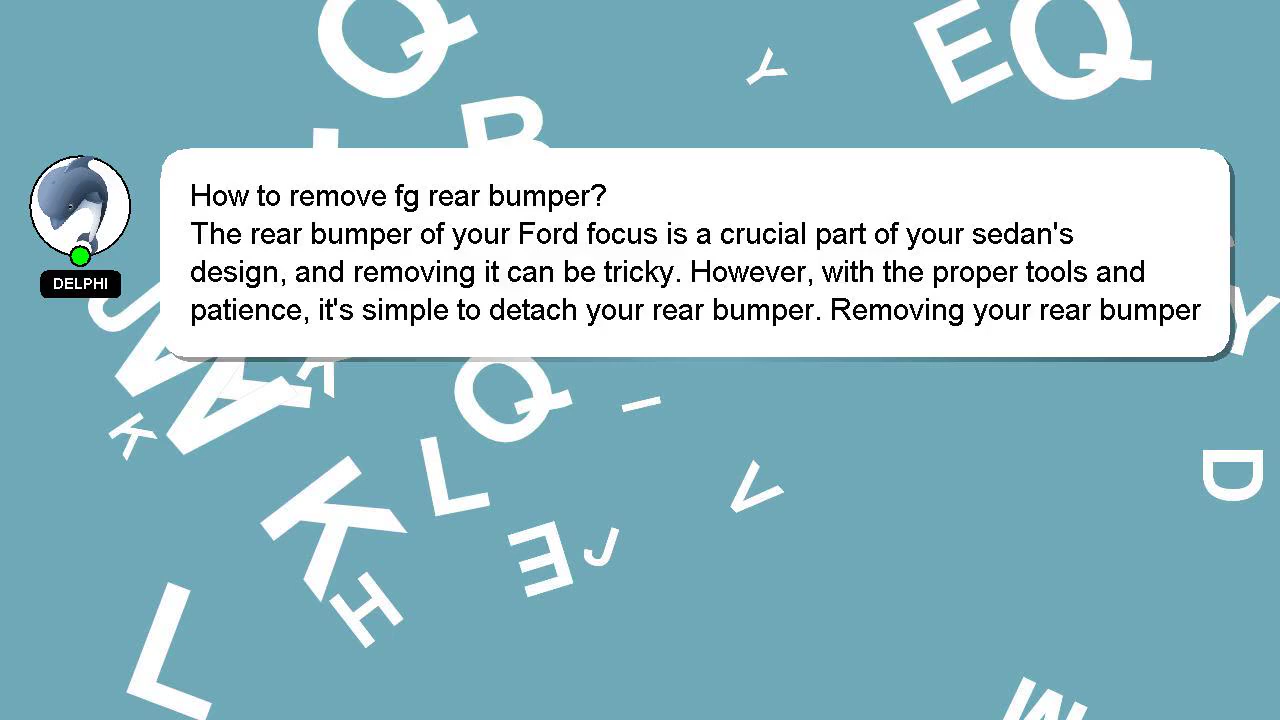 How to remove fg rear bumper?
The rear bumper of your Ford focus is a crucial part of your sedan's
design, and removing it can be tricky. However, with the proper tools and
patience, it's simple to detach your rear bumper. Removing your rear bumper
DELPHI
Q
E
Q
Y
B
Y
K
K
Q
L
V
D
K
E
J
H
L
M